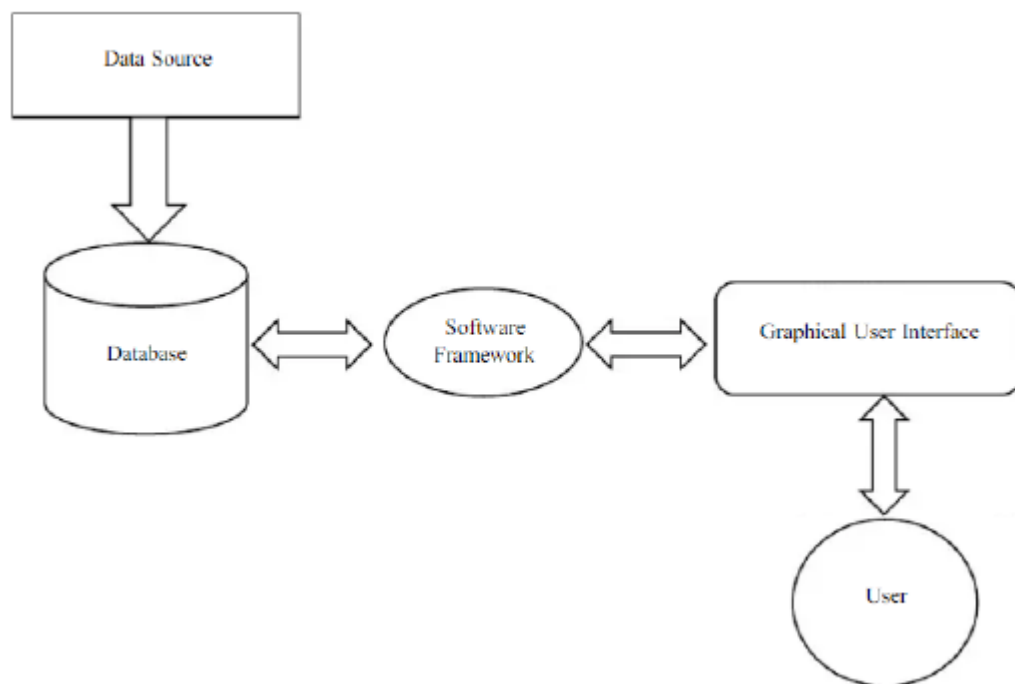 Data Source
Database
Software
Framework
Graphical User Interface
User